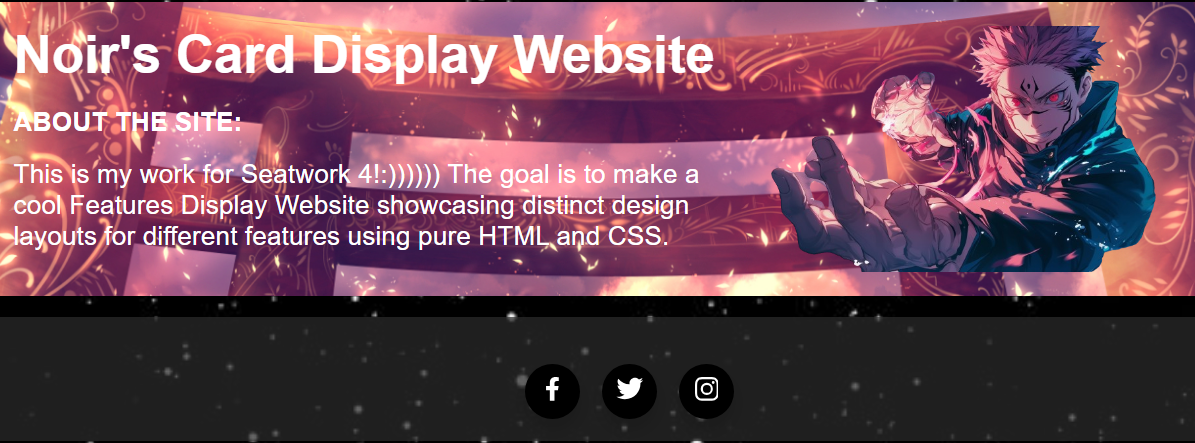 Noir's Card Display Website
ABOUT THE SITE:
This is my work for Seatwork 4!:)))))) The goal is to make a
cool Features Display Website showcasing distinct design
layouts for different features using pure HTML and CSS.